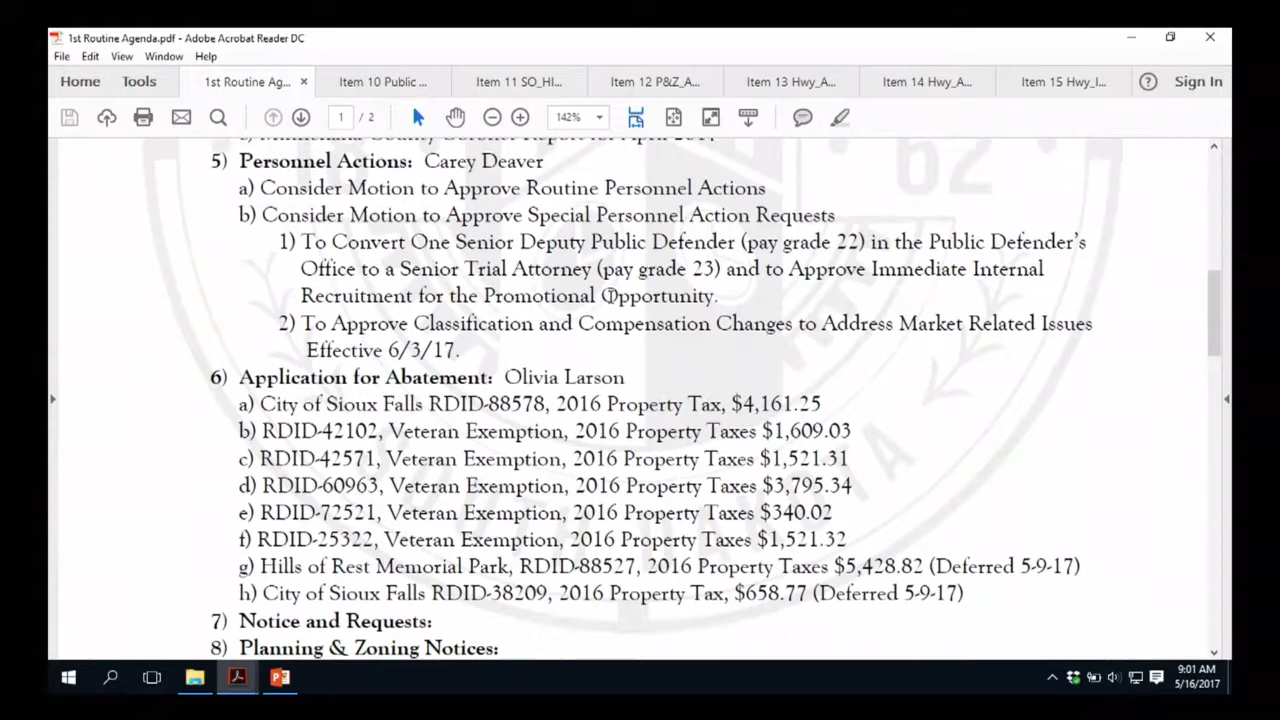 1st Routine Agenda.pdf - Adobe Acrobat Reader DC
File Edit View Window Help
Home Tools 1st Routine Ag... × Item 10 Public ... Item 11 SO_HI... Item 12 P&Z_A... Item 13 Hwy_A... Item 14 Hwy_A... Item 15 Hwy_I... Sign In
1 / 2 142%
5) Personnel Actions: Carey Deaver
a) Consider Motion to Approve Routine Personnel Actions
b) Consider Motion to Approve Special Personnel Action Requests
1) To Convert One Senior Deputy Public Defender (pay grade 22) in the Public Defender's
Office to a Senior Trial Attorney (pay grade 23) and to Approve Immediate Internal
Recruitment for the Promotional Opportunity.
2) To Approve Classification and Compensation Changes to Address Market Related Issues
Effective 6/3/17.
6) Application for Abatement: Olivia Larson
a) City of Sioux Falls RDID-88578, 2016 Property Tax, $4,161.25
b) RDID-42102, Veteran Exemption, 2016 Property Taxes $1,609.03
c) RDID-42571, Veteran Exemption, 2016 Property Taxes $1,521.31
d) RDID-60963, Veteran Exemption, 2016 Property Taxes $3,795.34
e) RDID-72521, Veteran Exemption, 2016 Property Taxes $340.02
f) RDID-25322, Veteran Exemption, 2016 Property Taxes $1,521.32
g) Hills of Rest Memorial Park, RDID-88527, 2016 Property Taxes $5,428.82 (Deferred 5-9-17)
h) City of Sioux Falls RDID-38209, 2016 Property Tax, $658.77 (Deferred 5-9-17)
7) Notice and Requests:
8) Planning & Zoning Notices:
62
SOUTH DAKOTA
9:01 AM
5/16/2017